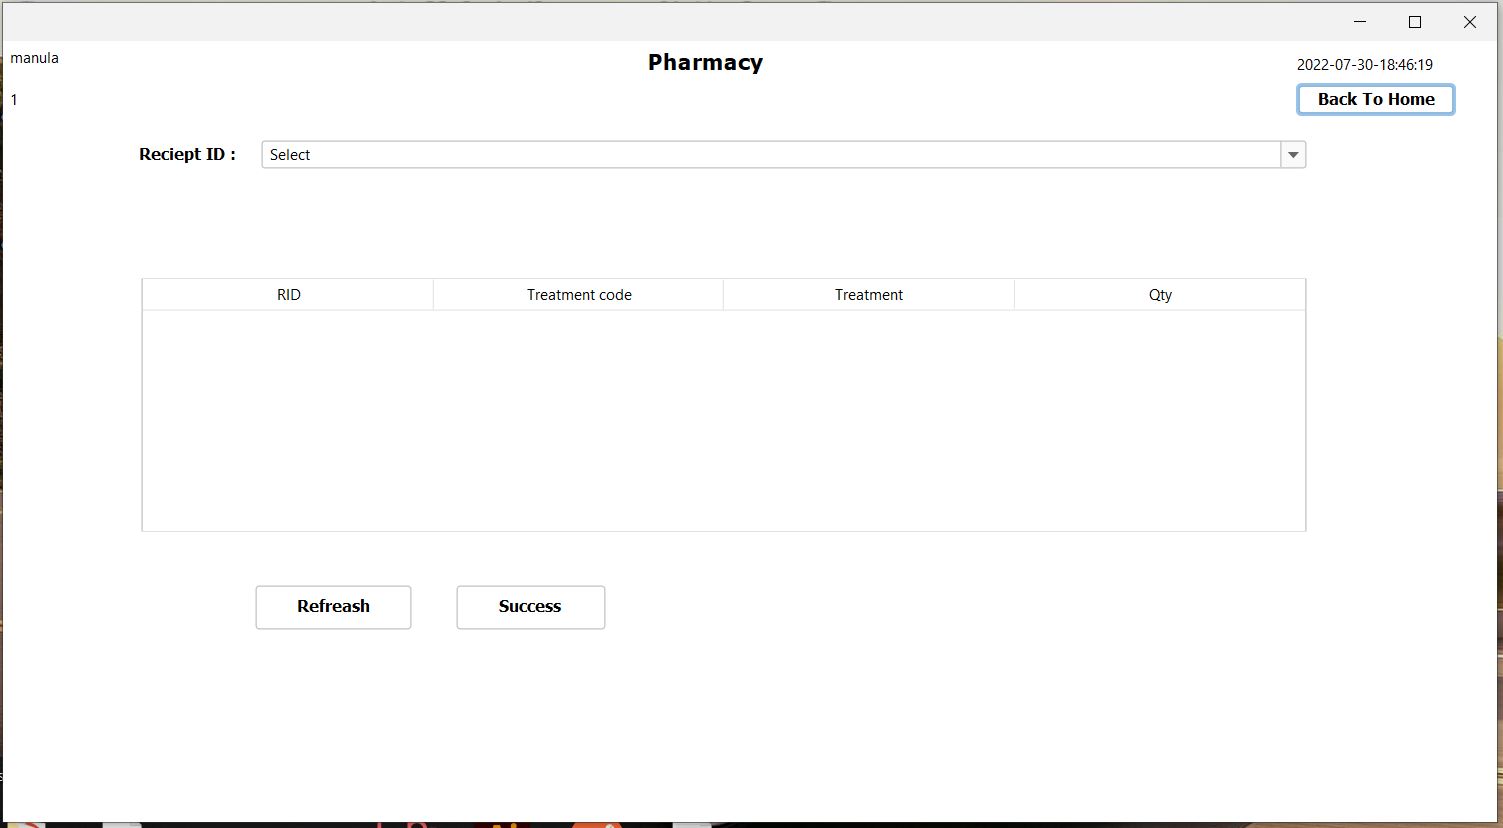 manula
Pharmacy
2022-07-30-18:46:19
1
Back To Home
Reciept ID :
Select
RID Treatment code Treatment Qty
Refreash
Success